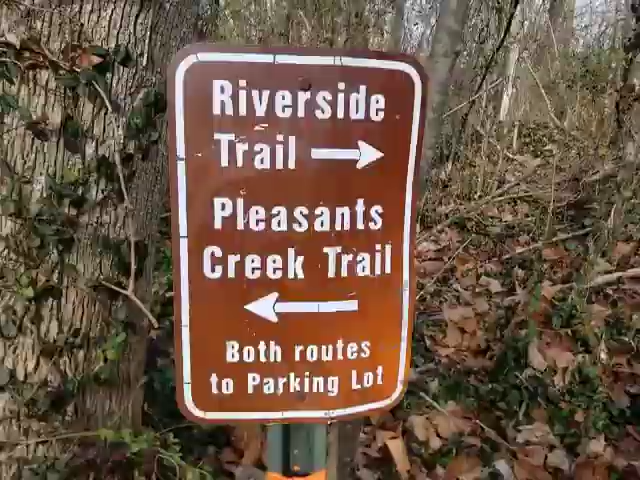 Riverside
Trail
Pleasants
Creek Trail
Both routes
to Parking Lot